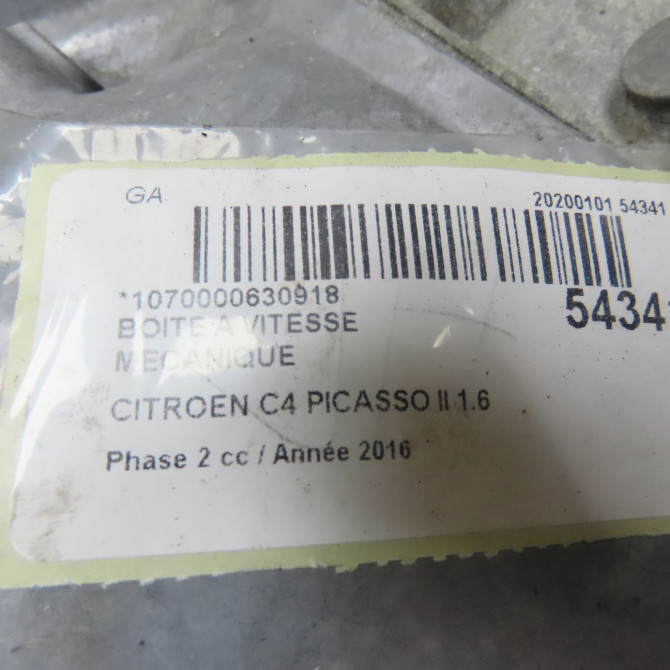 GA
20200101 54341
*1070000630918
BOITE A VITESSE
5434
MECANIQUE
CITROEN C4 PICASSO II 1.6
Phase 2 cc / Année 2016